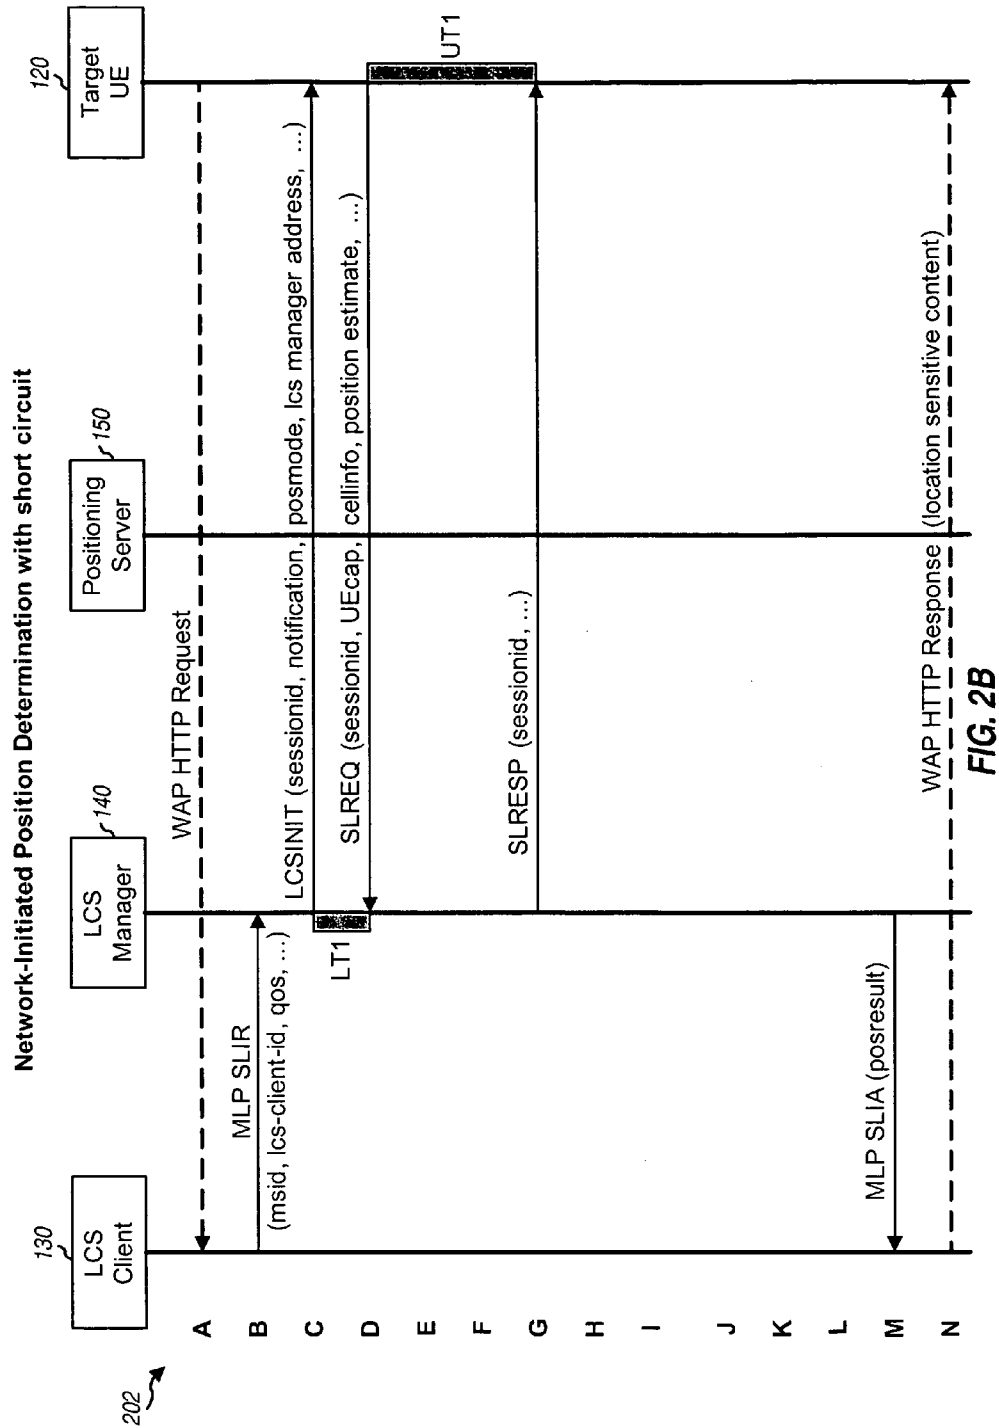 Network-Initiated Position Determination with short circuit
202
130
LCS
Client
140
LCS
Manager
150
Positioning
Server
120
Target
UE
A
WAP HTTP Request
B
MLP SLIR
(msid, lcs-client-id, qos, ...)
C
LCSINIT (sessionid, notification, posmode, lcs manager address, ...)
LT1
D
SLREQ (sessionid, UEcap, cellinfo, position estimate, ...)
UT1
E
F
G
SLRESP (sessionid, ...)
H
I
J
K
L
M
MLP SLIA (posresult)
N
WAP HTTP Response (location sensitive content)
FIG. 2B